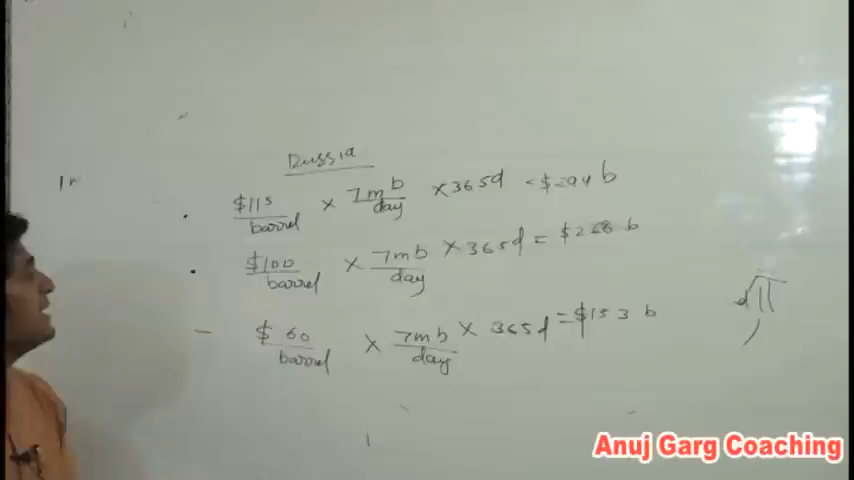 Russia
$115/barrel × 7mb/day × 365d = $294 b
$100/barrel × 7mb/day × 365d = $268 b
$60/barrel × 7mb/day × 365d = $153 b
Anuj Garg Coaching